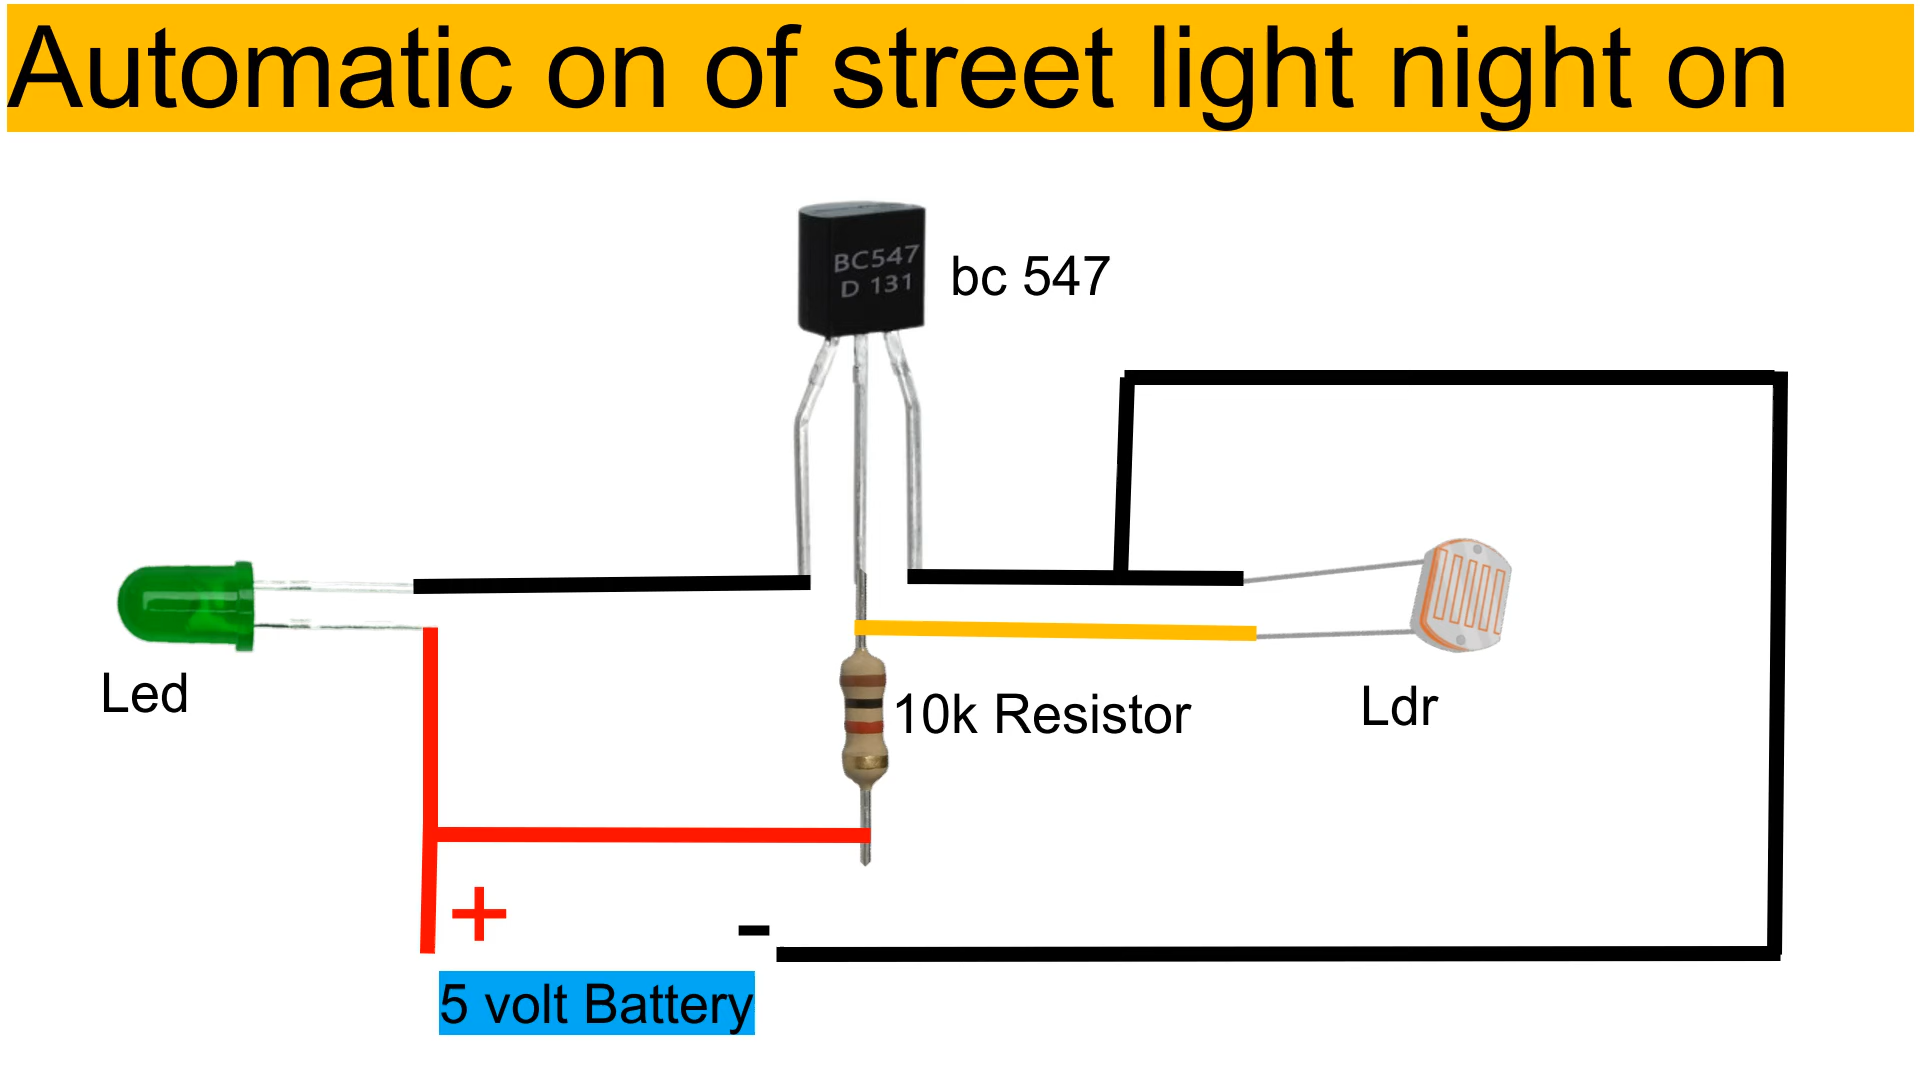 Automatic on of street light night on
BC547
D 131
bc 547
Led
10k Resistor
Ldr
+
-
5 volt Battery